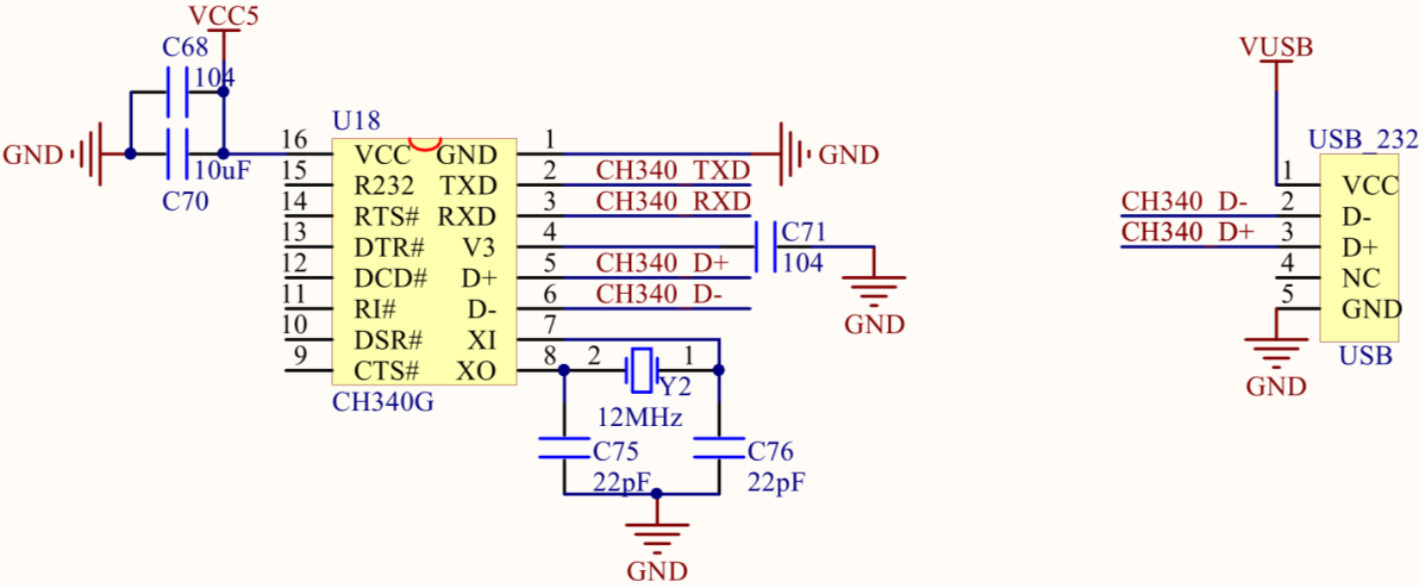 VCC5
C68
104
GND
10uF
C70
U18
16 VCC GND 1
15 R232 TXD 2 CH340 TXD
14 RTS# RXD 3 CH340 RXD
13 DTR# V3 4
12 DCD# D+ 5 CH340 D+
11 RI# D- 6 CH340 D-
10 DSR# XI 7
9 CTS# XO 8
CH340G
GND
C71
104
GND
2 1
Y2
12MHz
C75
22pF
C76
22pF
GND
VUSB
USB_232
1 VCC
CH340 D- 2 D-
CH340 D+ 3 D+
4 NC
5 GND
USB
GND